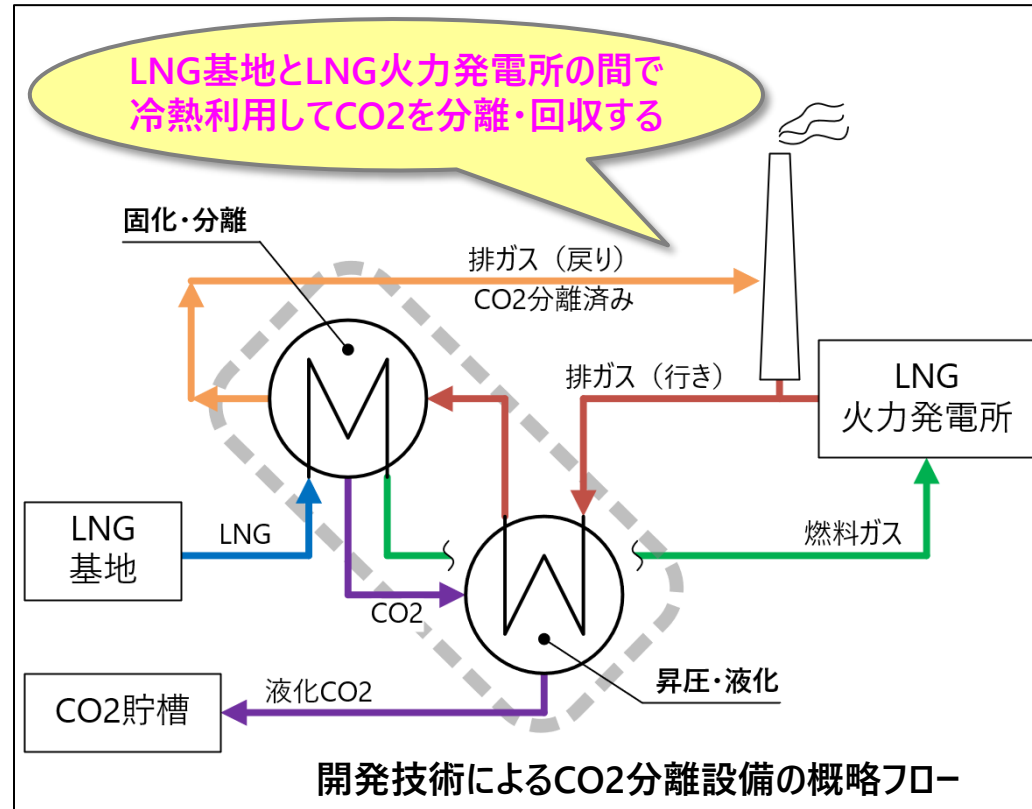 LNG基地とLNG火力発電所の間で
冷熱利用してCO2を分離・回収する
固化・分離
排ガス（戻り）
CO2分離済み
排ガス（行き）
LNG
火力発電所
LNG
基地
LNG
燃料ガス
CO2
昇圧・液化
液化CO2
CO2貯槽
開発技術によるCO2分離設備の概略フロー